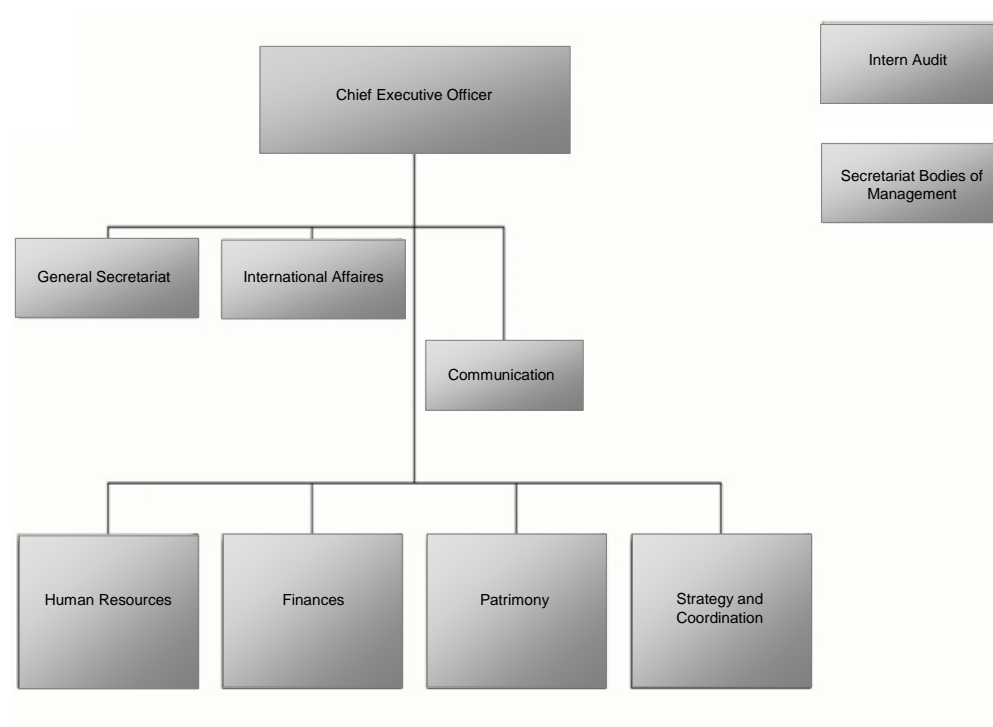 Chief Executive Officer
Intern Audit
Secretariat Bodies of
Management
General Secretariat
International Affaires
Communication
Human Resources
Finances
Patrimony
Strategy and
Coordination